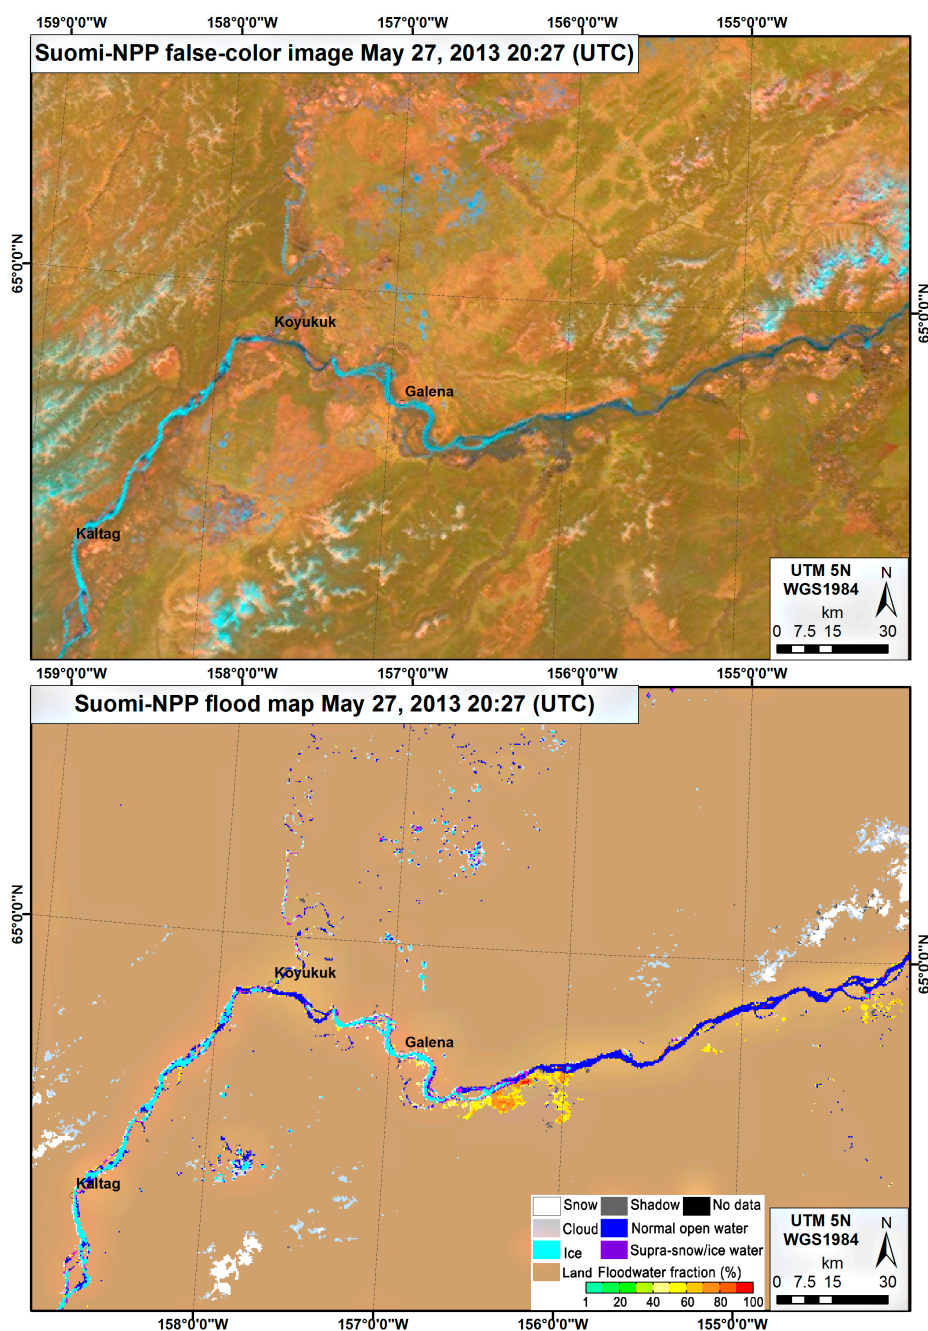 159°0'0"W 158°0'0"W 157°0'0"W 156°0'0"W 155°0'0"W
Suomi-NPP false-color image May 27, 2013 20:27 (UTC)
65°0'0"N
65°0'0"N
Koyukuk
Galena
Kaltag
UTM 5N
WGS1984
N
km
0 7.5 15 30
159°0'0"W 158°0'0"W 157°0'0"W 156°0'0"W 155°0'0"W
Suomi-NPP flood map May 27, 2013 20:27 (UTC)
65°0'0"N
65°0'0"N
Koyukuk
Galena
Kaltag
Snow Shadow No data
Cloud Normal open water
Ice Supra-snow/ice water
Land Floodwater fraction (%)
1 20 40 60 80 100
UTM 5N
WGS1984
N
km
0 7.5 15 30
158°0'0"W 157°0'0"W 156°0'0"W 155°0'0"W